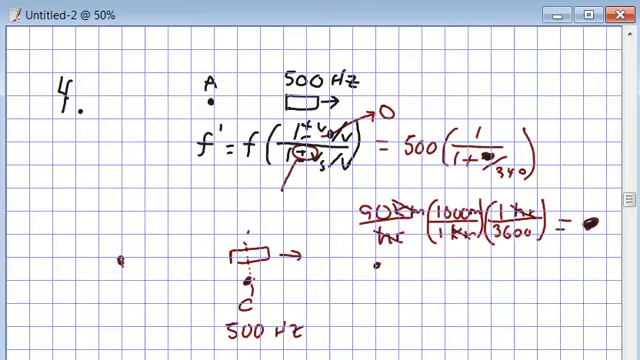 Untitled-2 @ 50%
4.
A 500 Hz
f' = f ( 1 ± v₀/v / 1 ± vₛ/v ) → 0 = 500 ( 1 / 1 + /340 )
90 km / hr ( 1000 m / 1 km ) ( 1 hr / 3600 ) =
C
500 Hz